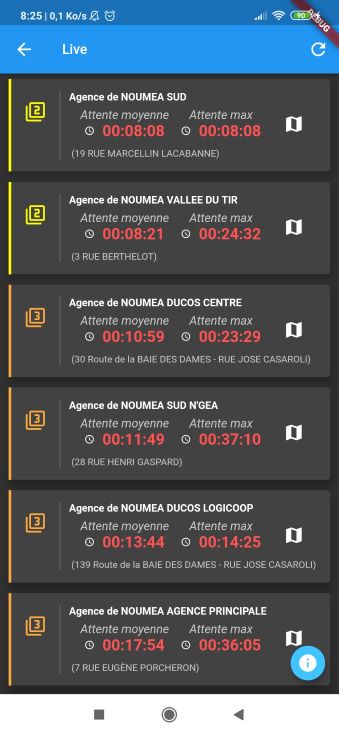 8:25 | 0,1 Ko/s 90
DEBUG
Live
Agence de NOUMEA SUD
2
Attente moyenne Attente max
00:08:08 00:08:08
(19 RUE MARCELLIN LACABANNE)
Agence de NOUMEA VALLEE DU TIR
2
Attente moyenne Attente max
00:08:21 00:24:32
(3 RUE BERTHELOT)
Agence de NOUMEA DUCOS CENTRE
3
Attente moyenne Attente max
00:10:59 00:23:29
(30 Route de la BAIE DES DAMES - RUE JOSE CASAROLI)
Agence de NOUMEA SUD N'GEA
3
Attente moyenne Attente max
00:11:49 00:37:10
(28 RUE HENRI GASPARD)
Agence de NOUMEA DUCOS LOGICOOP
3
Attente moyenne Attente max
00:13:44 00:14:25
(139 Route de la BAIE DES DAMES - RUE JOSE CASAROLI)
Agence de NOUMEA AGENCE PRINCIPALE
3
Attente moyenne Attente max
00:17:54 00:36:05
(7 RUE EUGÈNE PORCHERON)